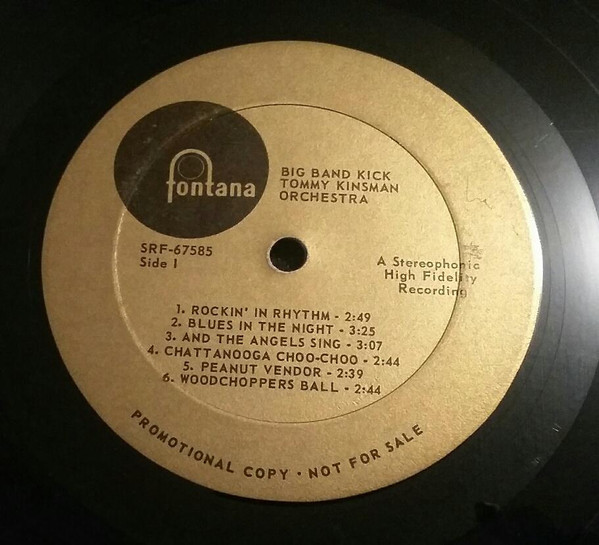 fontana
BIG BAND KICK
TOMMY KINSMAN
ORCHESTRA
SRF-67585
Side 1
A Stereophonic
High Fidelity
Recording
1. ROCKIN' IN RHYTHM - 2:49
2. BLUES IN THE NIGHT - 3:25
3. AND THE ANGELS SING - 3:07
4. CHATTANOOGA CHOO-CHOO - 2:44
5. PEANUT VENDOR - 2:39
6. WOODCHOPPERS BALL - 2:44
PROMOTIONAL COPY • NOT FOR SALE